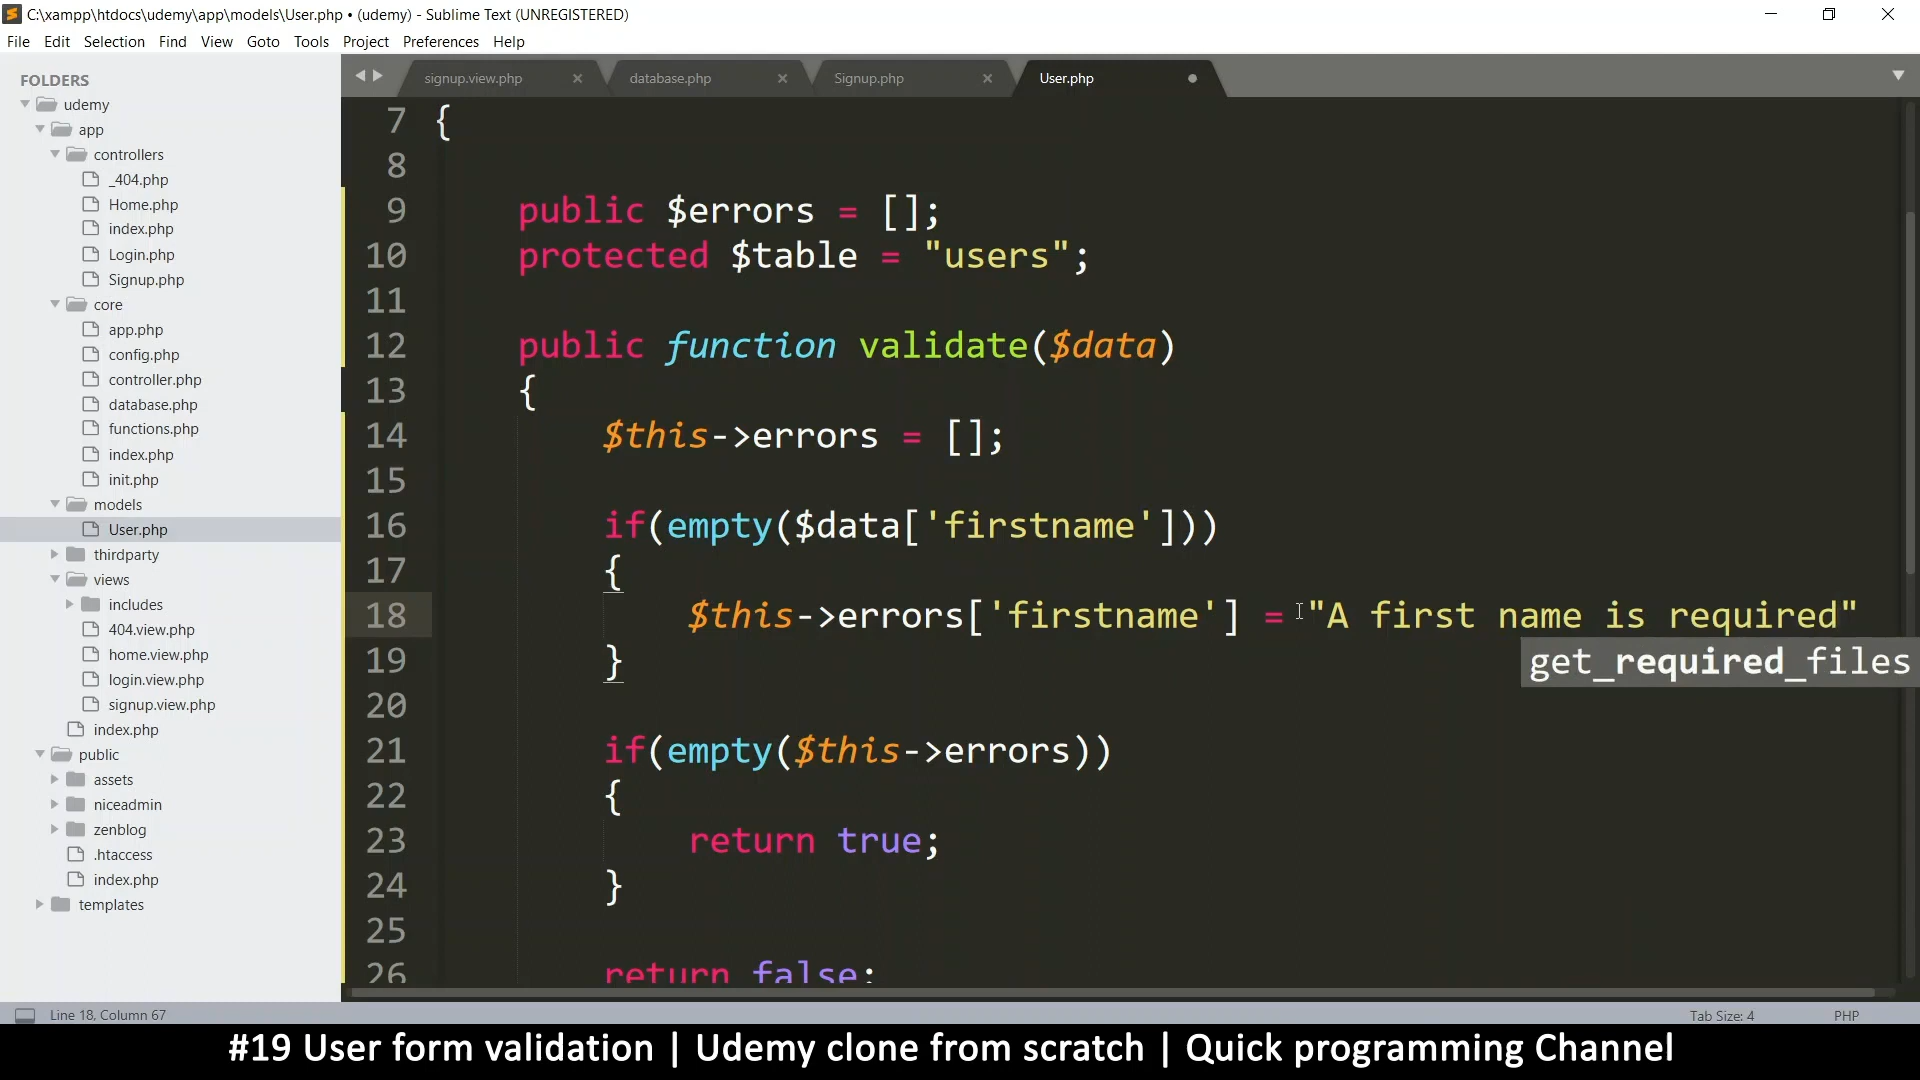 C:\xampp\htdocs\udemy\app\models\User.php • (udemy) - Sublime Text (UNREGISTERED)
File Edit Selection Find View Goto Tools Project Preferences Help
FOLDERS
udemy
app
controllers
_404.php
Home.php
index.php
Login.php
Signup.php
core
app.php
config.php
controller.php
database.php
functions.php
index.php
init.php
models
User.php
thirdparty
views
includes
404.view.php
home.view.php
login.view.php
signup.view.php
index.php
public
assets
niceadmin
zenblog
.htaccess
index.php
templates
signup.view.php database.php Signup.php User.php
7 {
8
9 public $errors = [];
10 protected $table = "users";
11
12 public function validate($data)
13 {
14 $this->errors = [];
15
16 if(empty($data['firstname']))
17 {
18 $this->errors['firstname'] = "A first name is required"
get_required_files
19 }
20
21 if(empty($this->errors))
22 {
23 return true;
24 }
25
26 return false;
Line 18, Column 67 Tab Size: 4 PHP
#19 User form validation | Udemy clone from scratch | Quick programming Channel